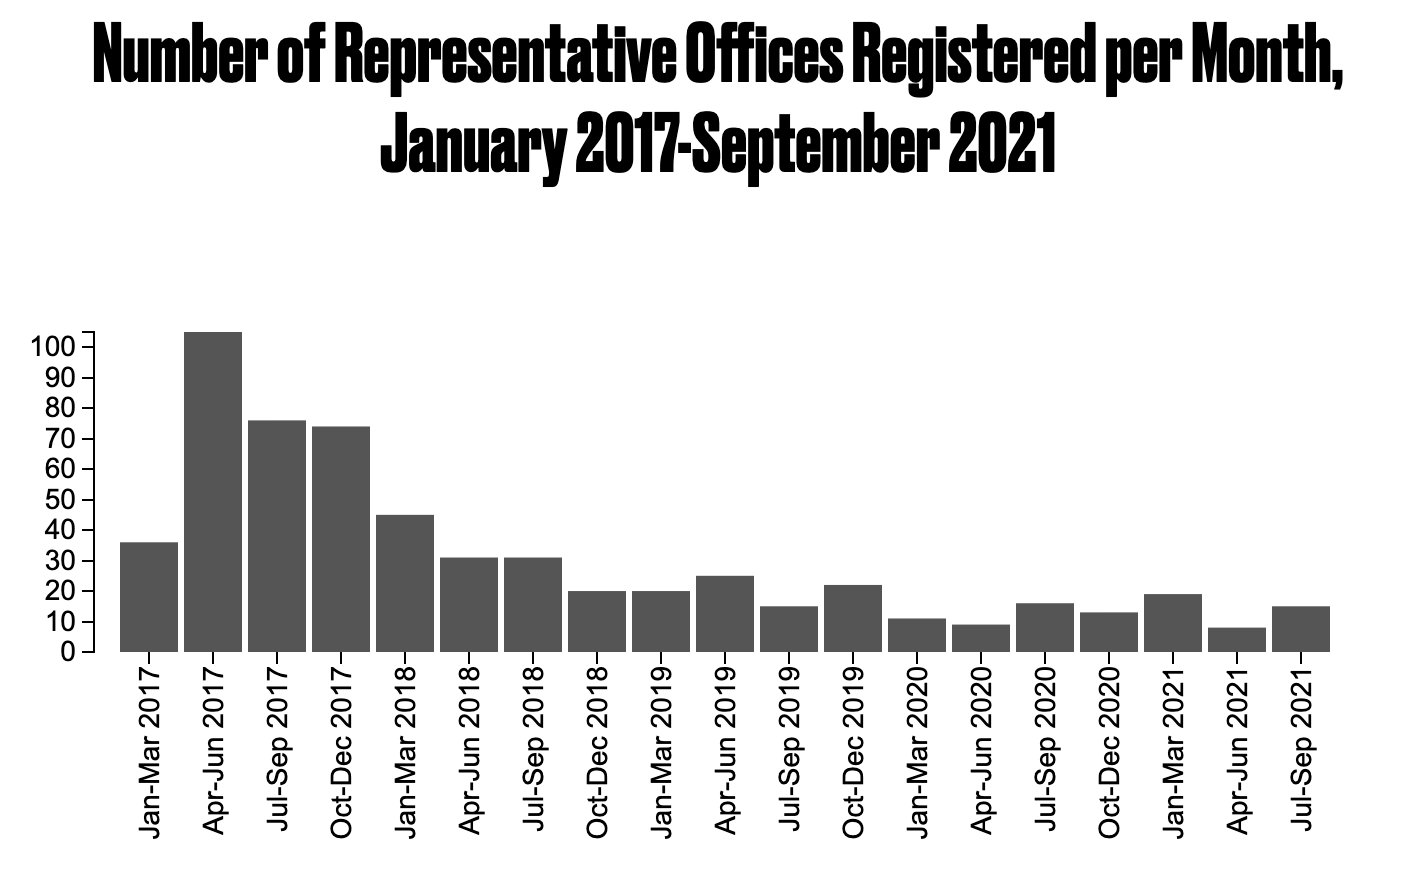 Number of Representative Offices Registered per Month,
January 2017-September 2021
100
90
80
70
60
50
40
30
20
10
0
Jan-Mar 2017
Apr-Jun 2017
Jul-Sep 2017
Oct-Dec 2017
Jan-Mar 2018
Apr-Jun 2018
Jul-Sep 2018
Oct-Dec 2018
Jan-Mar 2019
Apr-Jun 2019
Jul-Sep 2019
Oct-Dec 2019
Jan-Mar 2020
Apr-Jun 2020
Jul-Sep 2020
Oct-Dec 2020
Jan-Mar 2021
Apr-Jun 2021
Jul-Sep 2021